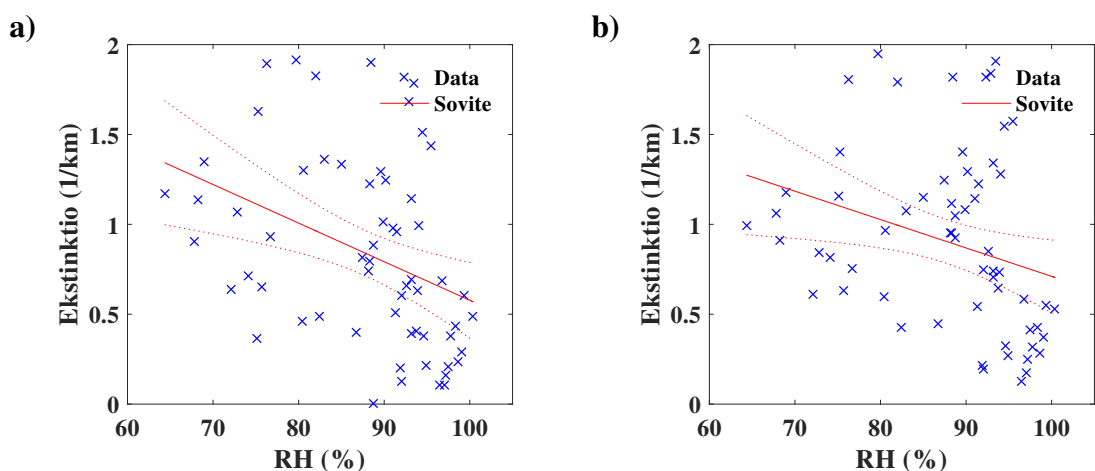 a)
Ekstinktio (1/km)
2
1.5
1
0.5
0
60 70 80 90 100
RH (%)
Data
Sovite
b)
Ekstinktio (1/km)
2
1.5
1
0.5
0
60 70 80 90 100
RH (%)
Data
Sovite